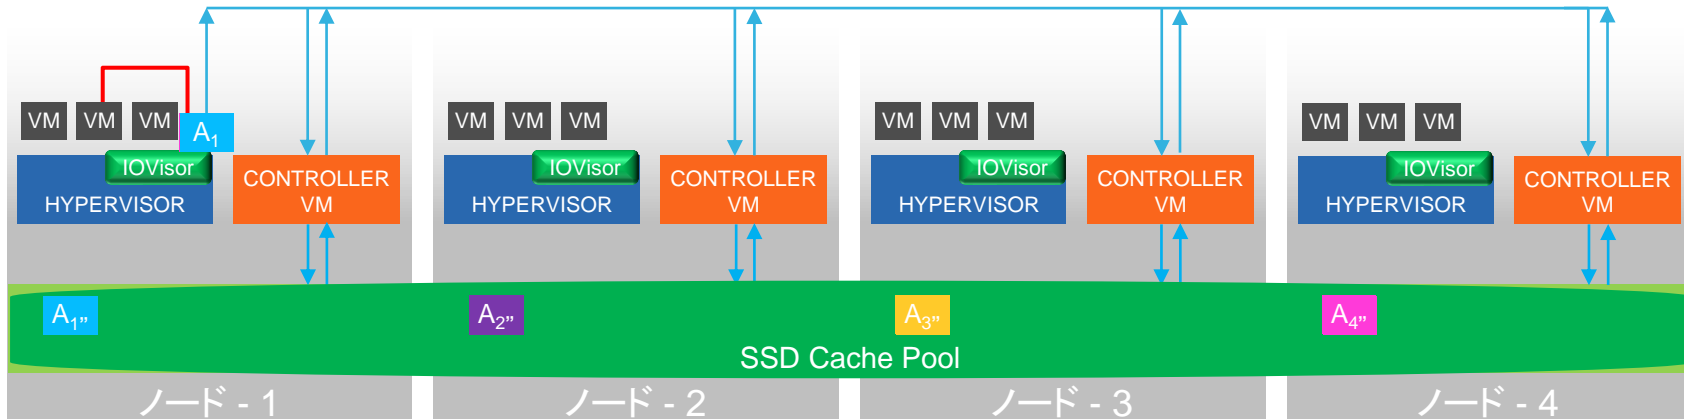 VM VM VM
A1
IOVisor
HYPERVISOR
CONTROLLER
VM
VM VM VM
IOVisor
HYPERVISOR
CONTROLLER
VM
VM VM VM
IOVisor
HYPERVISOR
CONTROLLER
VM
VM VM VM
IOVisor
HYPERVISOR
CONTROLLER
VM
A1”
A2”
A3”
A4”
SSD Cache Pool
ノード - 1
ノード - 2
ノード - 3
ノード - 4